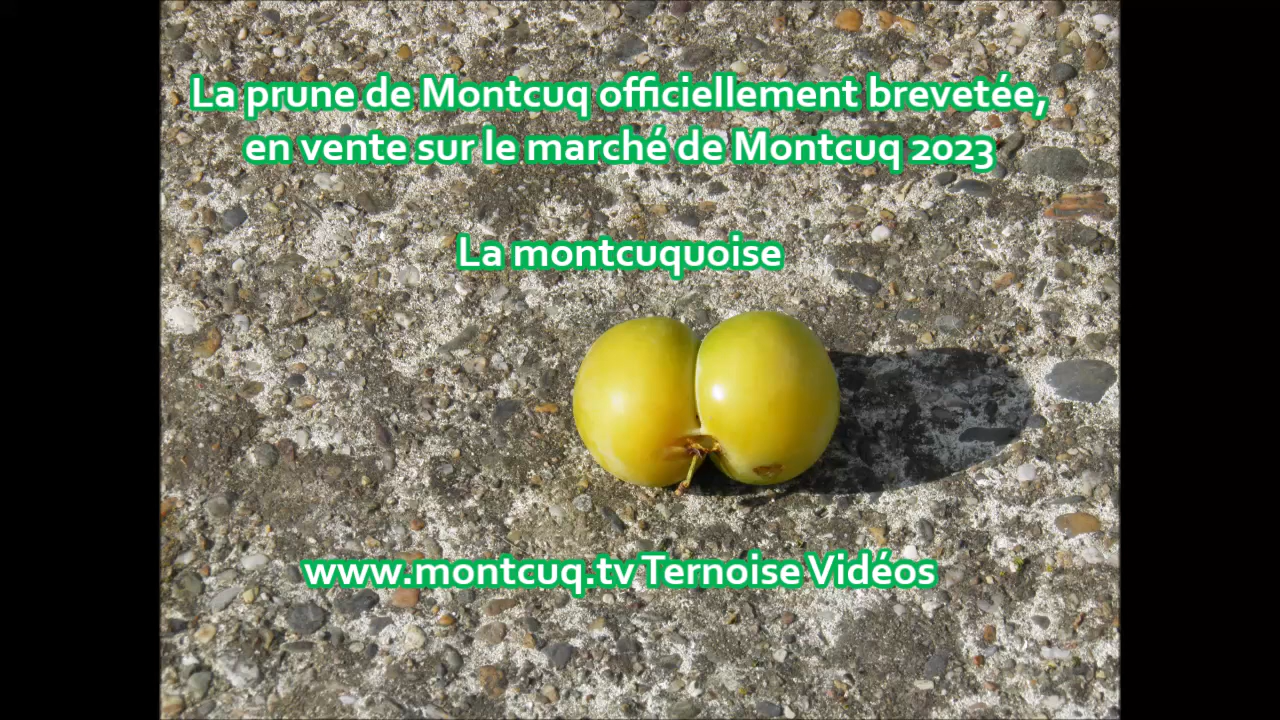 La prune de Montcuq officiellement brevetée,
en vente sur le marché de Montcuq 2023
La montcuquoise
www.montcuq.tv Ternoise Vidéos